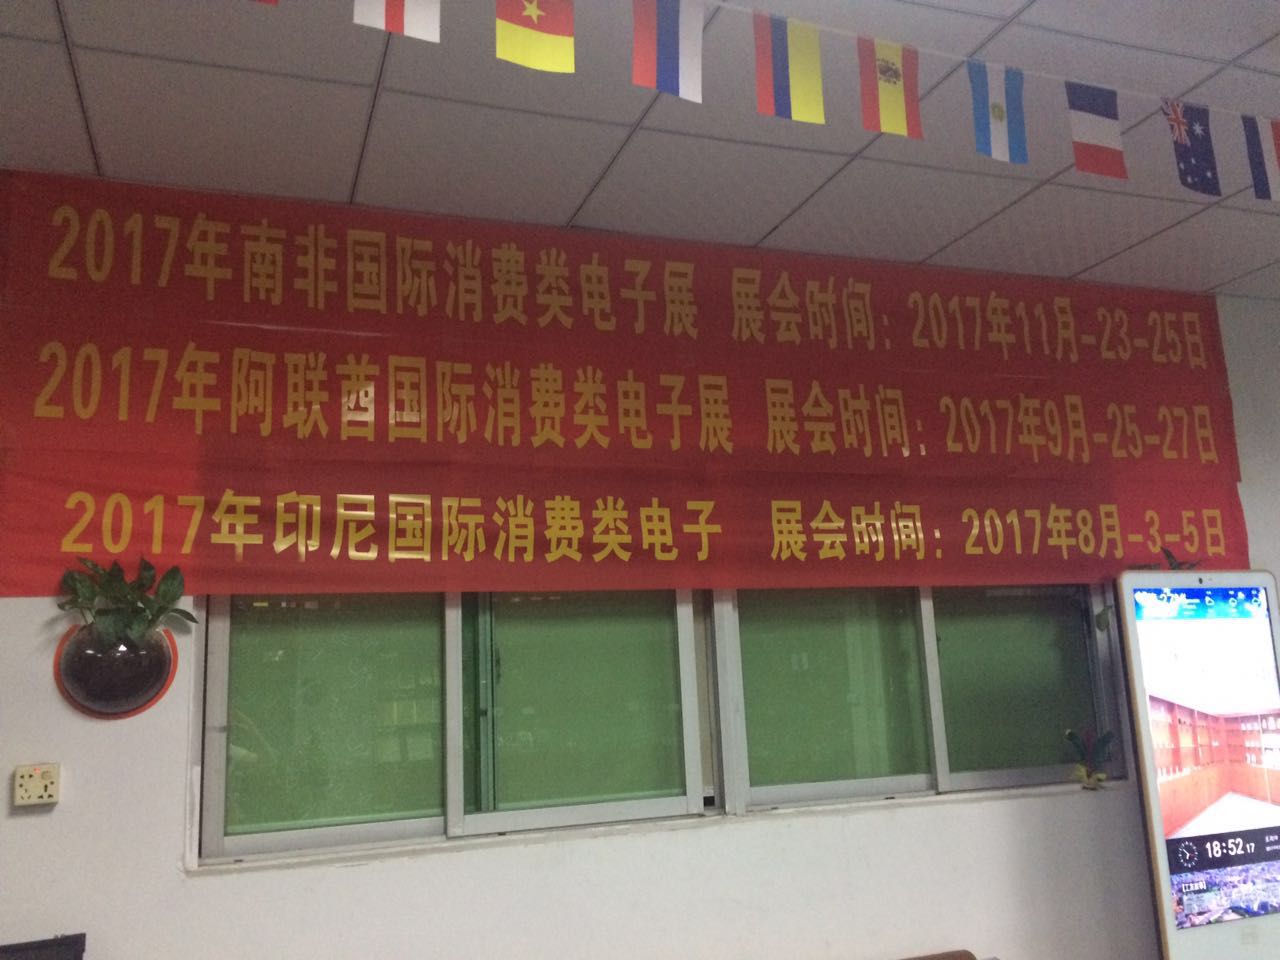 2017年南非国际消费类电子展 展会时间：2017年11月-23-25日
2017年阿联酋国际消费类电子展 展会时间：2017年9月-25-27日
2017年印尼国际消费类电子 展会时间：2017年8月-3-5日
18:52 17